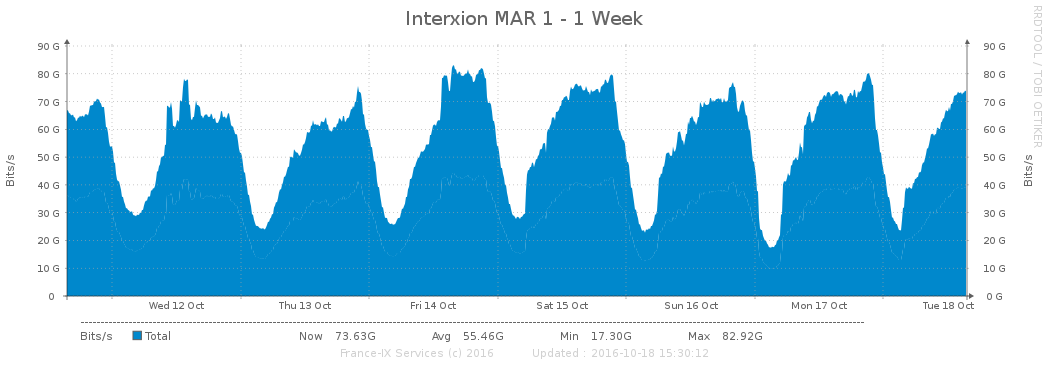 Interxion MAR 1 - 1 Week
RRDTOOL / TOBI OETIKER
90 G 90 G
80 G 80 G
70 G 70 G
60 G 60 G
50 G 50 G
40 G 40 G
30 G 30 G
20 G 20 G
10 G 10 G
0 0 G
Bits/s Bits/s
Wed 12 Oct Thu 13 Oct Fri 14 Oct Sat 15 Oct Sun 16 Oct Mon 17 Oct Tue 18 Oct
Bits/s Total Now 73.63G Avg 55.46G Min 17.30G Max 82.92G
France-IX Services (c) 2016 Updated : 2016-10-18 15:30:12